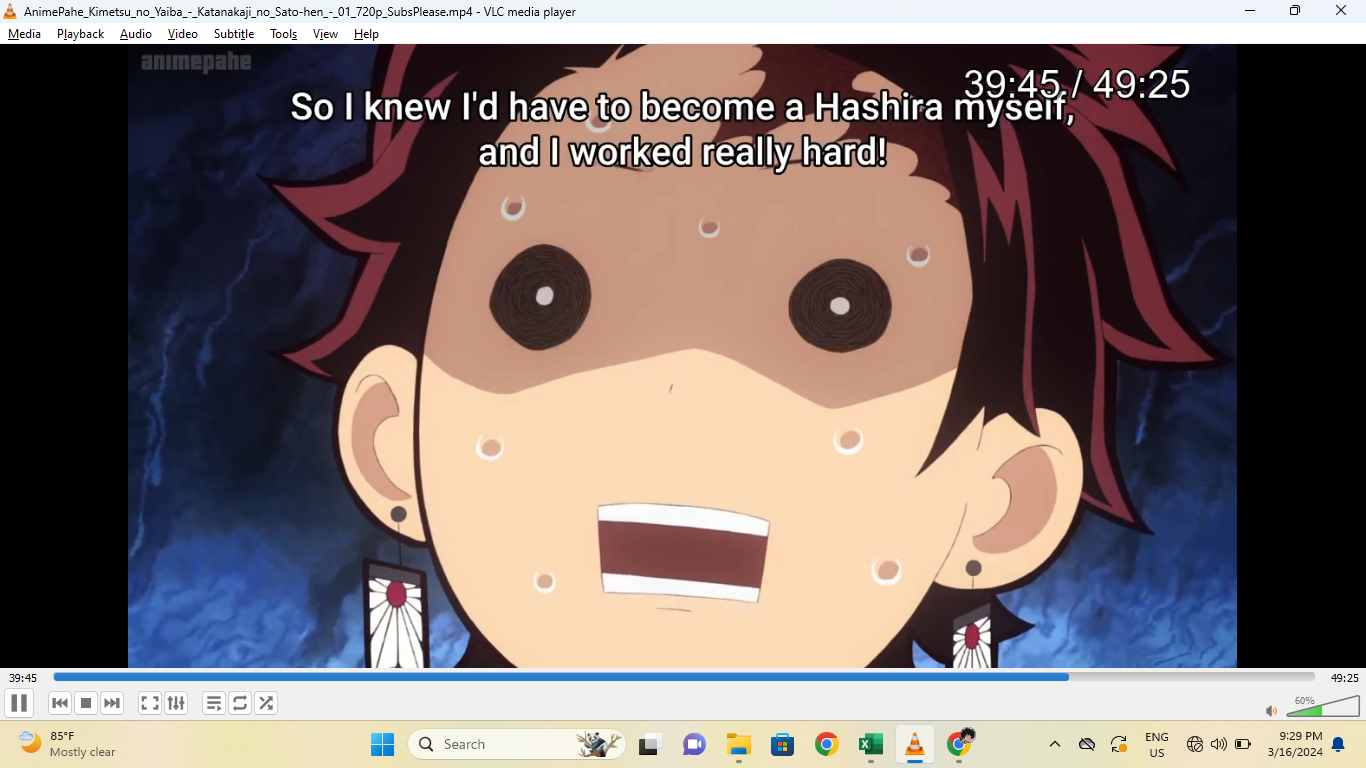 AnimePahe_Kimetsu_no_Yaiba_-_Katanakaji_no_Sato-hen_-_01_720p_SubsPlease.mp4 - VLC media player
Media Playback Audio Video Subtitle Tools View Help
animepahe
39:45 / 49:25
So I knew I'd have to become a Hashira myself,
and I worked really hard!
39:45 49:25
60%
85°F
Mostly clear
Search
ENG
US
9:29 PM
3/16/2024